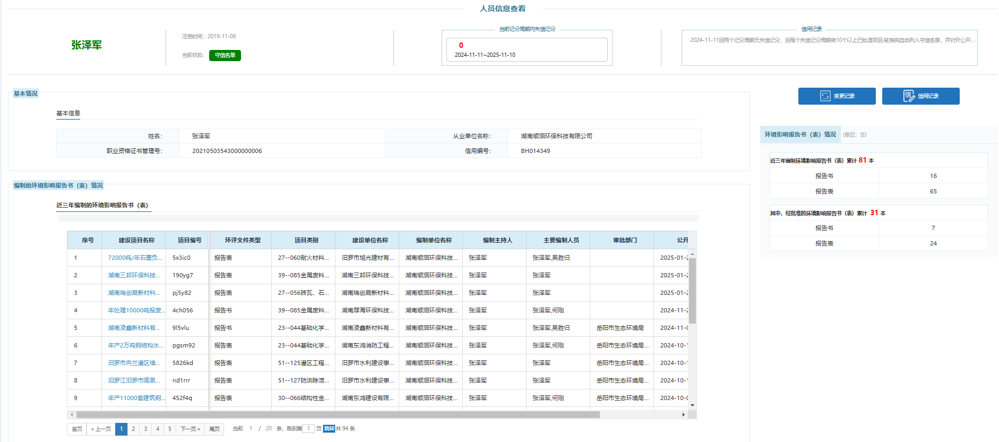 人员信息查看
张泽军
注册时间： 2019-11-08
当前状态： 守信名单
当前记分周期内失信记分
0
2024-11-11~2025-11-10
信用记录
2024-11-11因两个记分周期无失信记分，且每个失信记分周期做10个以上已批准项目,被系统自动列入守信名单，并对外公开...
变更记录 信用记录
基本情况
基本信息
姓名： 张泽军 从业单位名称： 湖南顺洄环保科技有限公司
职业资格证书管理号： 20210503543000000006 信用编号： BH014349
环境影响报告书（表）情况 (单位：本)
近三年编制环境影响报告书（表）累计 81 本
报告书 16
报告表 65
其中，经批准的环境影响报告书（表）累计 31 本
报告书 7
报告表 24
编制的环境影响报告书（表）情况
近三年编制的环境影响报告书（表）
序号 建设项目名称 项目编号 环评文件类型 项目类别 建设单位名称 编制单位名称 编制主持人 主要编制人员 审批部门 公开
1 72000吨/年石墨负... 5x3ic0 报告表 27--060耐火材料... 汨罗市旭光建材有... 湖南顺洄环保科技... 张泽军 张泽军,吴胜归 2025-01-2
2 湖南三邦环保科技... 190yg7 报告表 39--085金属废料... 湖南三邦环保科技... 湖南顺洄环保科技... 张泽军 张泽军 2025-01-2
3 湖南瑞创晟新材料... pj5y82 报告表 27--056砖瓦、石... 湖南瑞创晟新材料... 湖南顺洄环保科技... 张泽军 张泽军 2025-01-2
4 年处理10000吨报废... 4ch056 报告书 39--085金属废料... 湖南厚海环保科技... 湖南顺洄环保科技... 张泽军 张泽军,何刚 2024-11-2
5 湖南凌鑫新材料有... 9l5vlu 报告书 23--044基础化学... 湖南凌鑫新材料有... 湖南顺洄环保科技... 张泽军 张泽军,吴胜归 岳阳市生态环境局 2024-11-0
6 年产2万吨钢结构水... pgsm92 报告表 23--044基础化学... 湖南东鸿消防工程... 湖南顺洄环保科技... 张泽军 张泽军,何刚 岳阳市生态环境局... 2024-10-1
7 汨罗市向兰灌区续... 5826kd 报告表 51--125灌区工程... 汨罗市水利建设事... 湖南顺洄环保科技... 张泽军 张泽军 岳阳市生态环境局... 2024-10-1
8 汨罗江汨罗市高泉... nd1rrr 报告表 51--127防洪除涝... 汨罗市水利建设事... 湖南顺洄环保科技... 张泽军 张泽军 岳阳市生态环境局... 2024-10-1
9 年产11000套建筑钢... 452f4q 报告表 30--066结构性金... 湖南东鸿建设有限... 湖南顺洄环保科技... 张泽军 张泽军,何刚 岳阳市生态环境局... 2024-10-0
首页 « 上一页 1 2 3 4 5 下一页 » 尾页 当前 1 / 20 条，跳到第 1 页 跳转 共 94 条